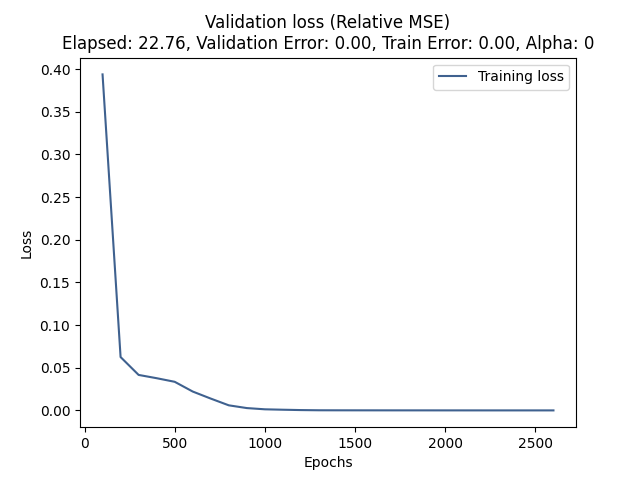 Validation loss (Relative MSE)
Elapsed: 22.76, Validation Error: 0.00, Train Error: 0.00, Alpha: 0
Training loss
0.40
0.35
0.30
0.25
0.20
0.15
0.10
0.05
0.00
Loss
0 500 1000 1500 2000 2500
Epochs